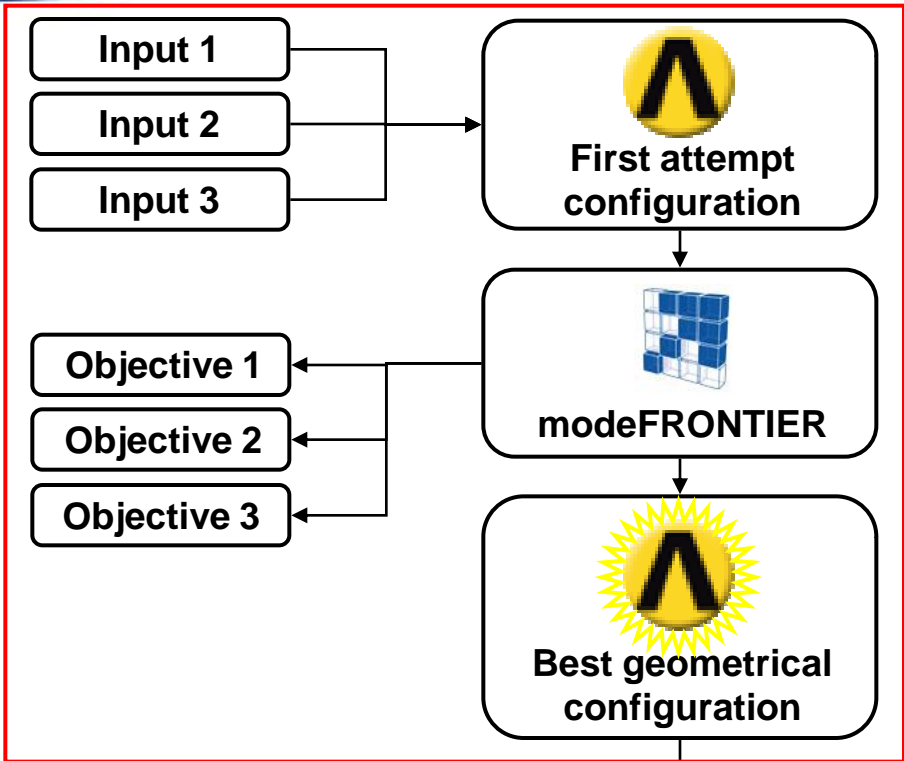 Input 1
Input 2
Input 3
First attempt
configuration
Objective 1
Objective 2
Objective 3
modeFRONTIER
Best geometrical
configuration